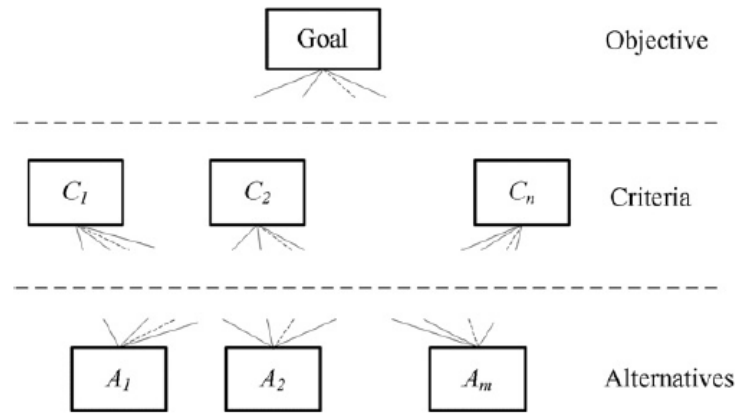 Goal Objective
C₁ C₂ Cₙ Criteria
A₁ A₂ Aₘ Alternatives